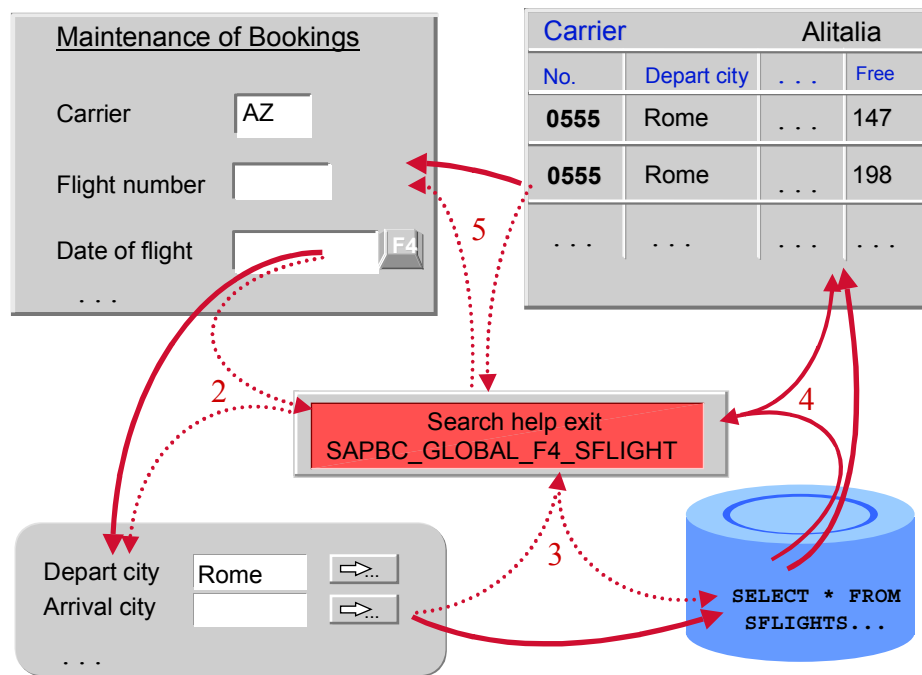 Maintenance of Bookings
Carrier AZ
Flight number
Date of flight F4
. . .
Carrier Alitalia
No. Depart city . . . Free
0555 Rome . . . 147
0555 Rome . . . 198
. . . . . . . . . . . .
5
2
4
Search help exit
SAPBC_GLOBAL_F4_SFLIGHT
3
Depart city Rome ...
Arrival city ...
. . .
SELECT * FROM
SFLIGHTS...